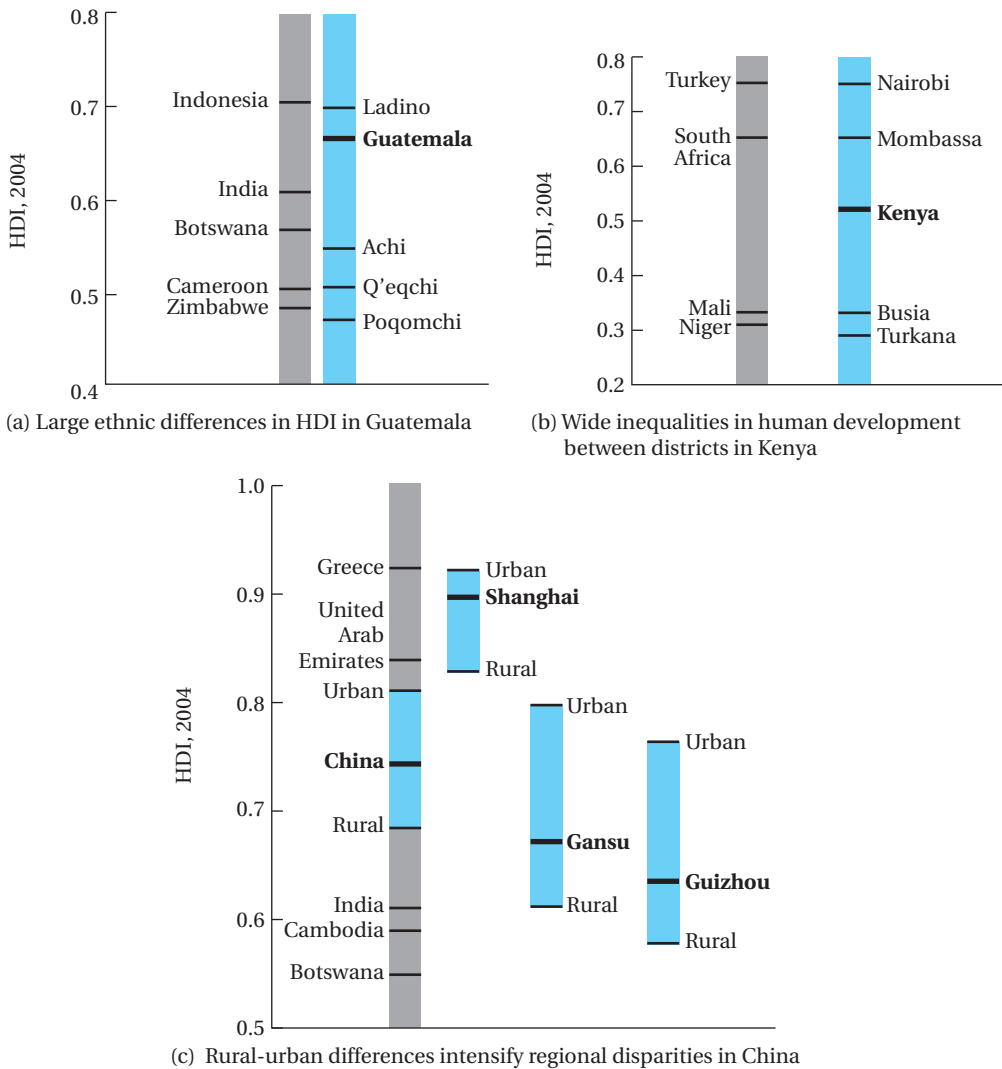 0.8
0.7
0.6
0.5
0.4
HDI, 2004
Indonesia
India
Botswana
Cameroon
Zimbabwe
Ladino
Guatemala
Achi
Q’eqchi
Poqomchi
(a) Large ethnic differences in HDI in Guatemala
0.8
0.7
0.6
0.5
0.4
0.3
0.2
HDI, 2004
Turkey
South
Africa
Mali
Niger
Nairobi
Mombassa
Kenya
Busia
Turkana
(b) Wide inequalities in human development
between districts in Kenya
1.0
0.9
0.8
0.7
0.6
0.5
HDI, 2004
Greece
United
Arab
Emirates
Urban
China
Rural
India
Cambodia
Botswana
Urban
Shanghai
Rural
Urban
Gansu
Rural
Urban
Guizhou
Rural
(c) Rural-urban differences intensify regional disparities in China